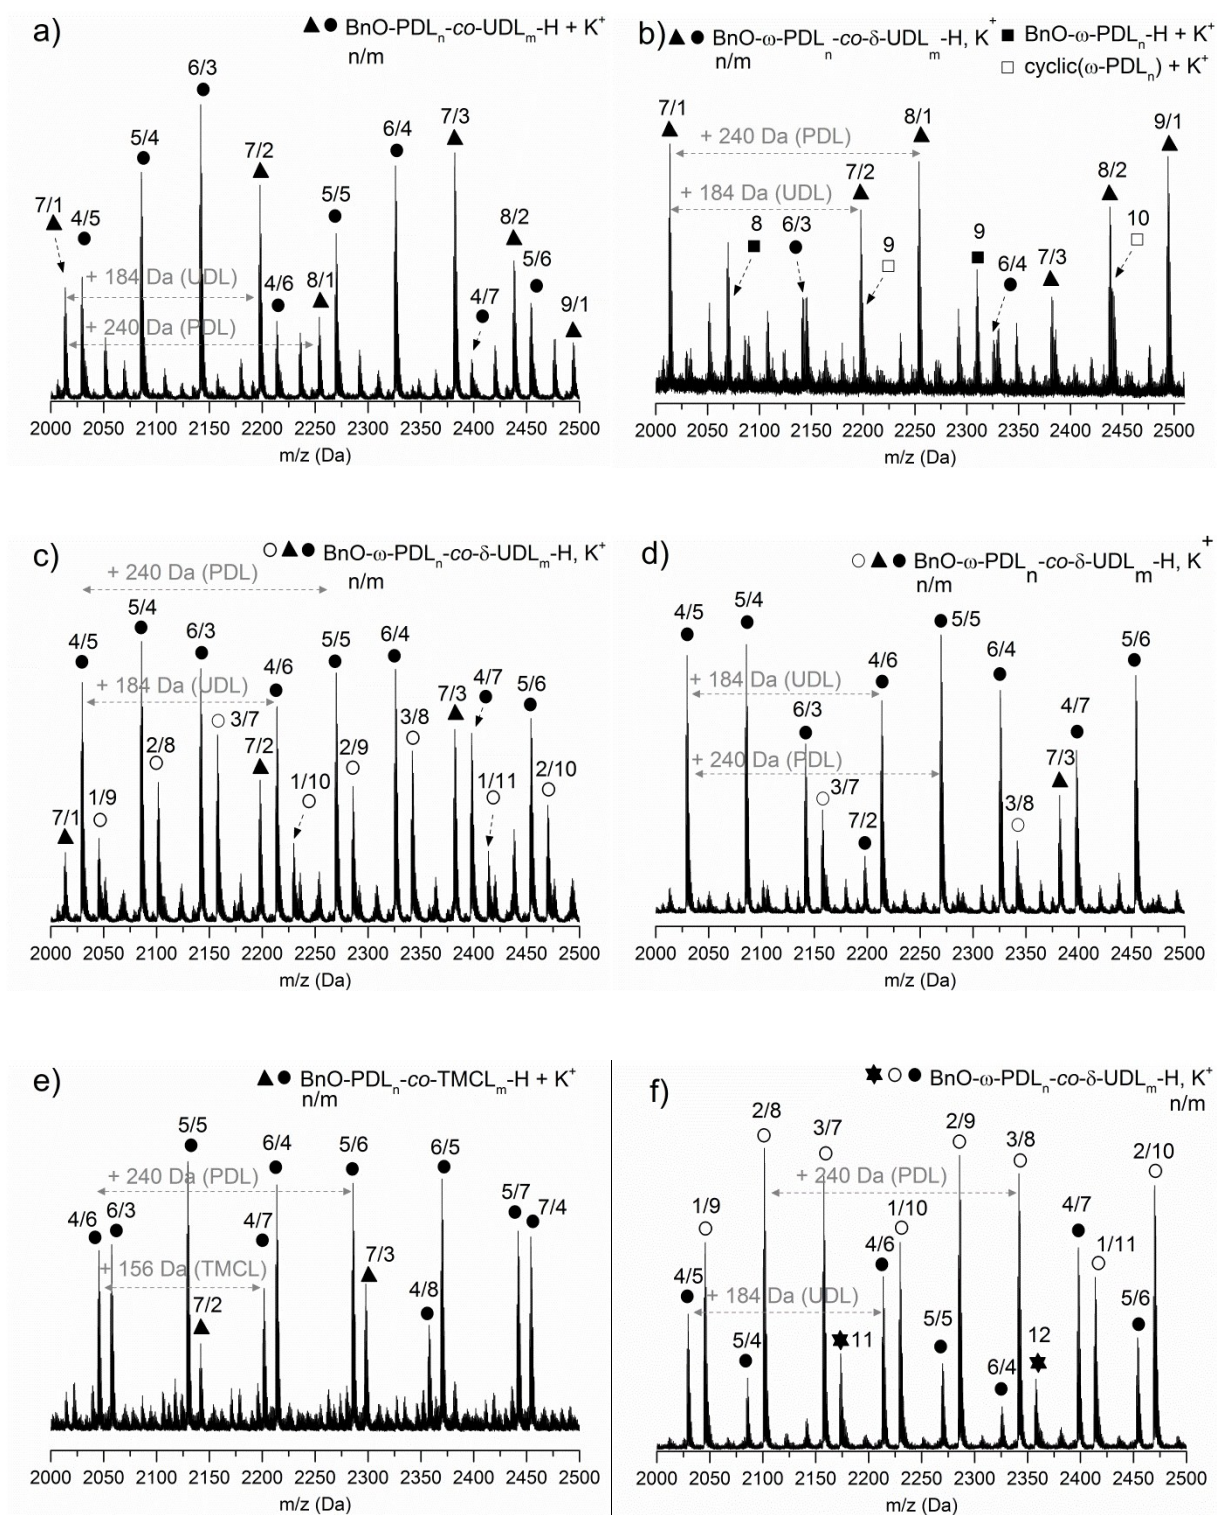 a)
▲ ● BnO-PDLn-co-UDLm-H + K+
n/m
6/3
5/4
7/3
6/4
7/2
5/5
7/1
4/5
8/2
5/6
+ 184 Da (UDL)
4/6
8/1
4/7
9/1
+ 240 Da (PDL)
2000 2050 2100 2150 2200 2250 2300 2350 2400 2450 2500
m/z (Da)
b)
▲ ● BnO-ω-PDLn-co-δ-UDLm-H, K+
n/m
■ BnO-ω-PDLn-H + K+
□ cyclic(ω-PDLn) + K+
7/1
8/1
9/1
+ 240 Da (PDL)
7/2
8/2
+ 184 Da (UDL)
8
6/3
9
9
6/4
7/3
10
2000 2050 2100 2150 2200 2250 2300 2350 2400 2450 2500
m/z (Da)
c)
○ ▲ ● BnO-ω-PDLn-co-δ-UDLm-H, K+
n/m
+ 240 Da (PDL)
5/4
4/5
6/3
5/5
6/4
4/6
4/7
5/6
+ 184 Da (UDL)
7/3
3/7
3/8
2/8
7/2
2/9
1/9
1/10
1/11
2/10
7/1
2000 2050 2100 2150 2200 2250 2300 2350 2400 2450 2500
m/z (Da)
d)
○ ▲ ● BnO-ω-PDLn-co-δ-UDLm-H, K+
n/m
4/5
5/4
5/5
6/4
5/6
4/6
+ 184 Da (UDL)
6/3
4/7
+ 240 Da (PDL)
3/7
7/3
7/2
3/8
2000 2050 2100 2150 2200 2250 2300 2350 2400 2450 2500
m/z (Da)
e)
▲ ● BnO-PDLn-co-TMCLm-H + K+
n/m
5/5
6/4
5/6
6/5
+ 240 Da (PDL)
4/6
6/3
4/7
5/7
7/4
+ 156 Da (TMCL)
7/3
7/2
4/8
2000 2050 2100 2150 2200 2250 2300 2350 2400 2450 2500
m/z (Da)
f)
✶ ○ ● BnO-ω-PDLn-co-δ-UDLm-H, K+
n/m
2/8
3/7
2/9
3/8
2/10
+ 240 Da (PDL)
1/9
1/10
4/7
4/6
1/11
4/5
+ 184 Da (UDL)
5/4
11
5/5
6/4
12
5/6
2000 2050 2100 2150 2200 2250 2300 2350 2400 2450 2500
m/z (Da)